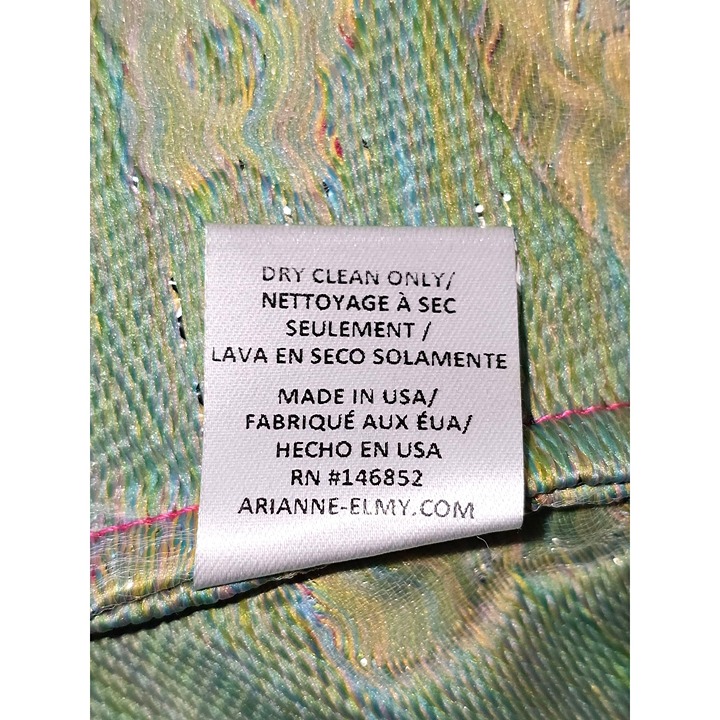 DRY CLEAN ONLY/
NETTOYAGE À SEC
SEULEMENT /
LAVA EN SECO SOLAMENTE
MADE IN USA/
FABRIQUÉ AUX ÉUA/
HECHO EN USA
RN #146852
ARIANNE-ELMY.COM